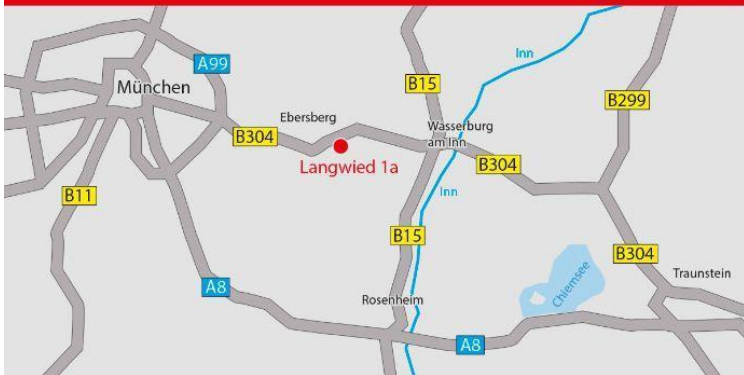 Inn
A99
B15
München
B299
Ebersberg
B304
Wasserburg
am Inn
Langwied 1a
B304
B11
Inn
B15
B304
Chiemsee
Traunstein
A8
Rosenheim
A8